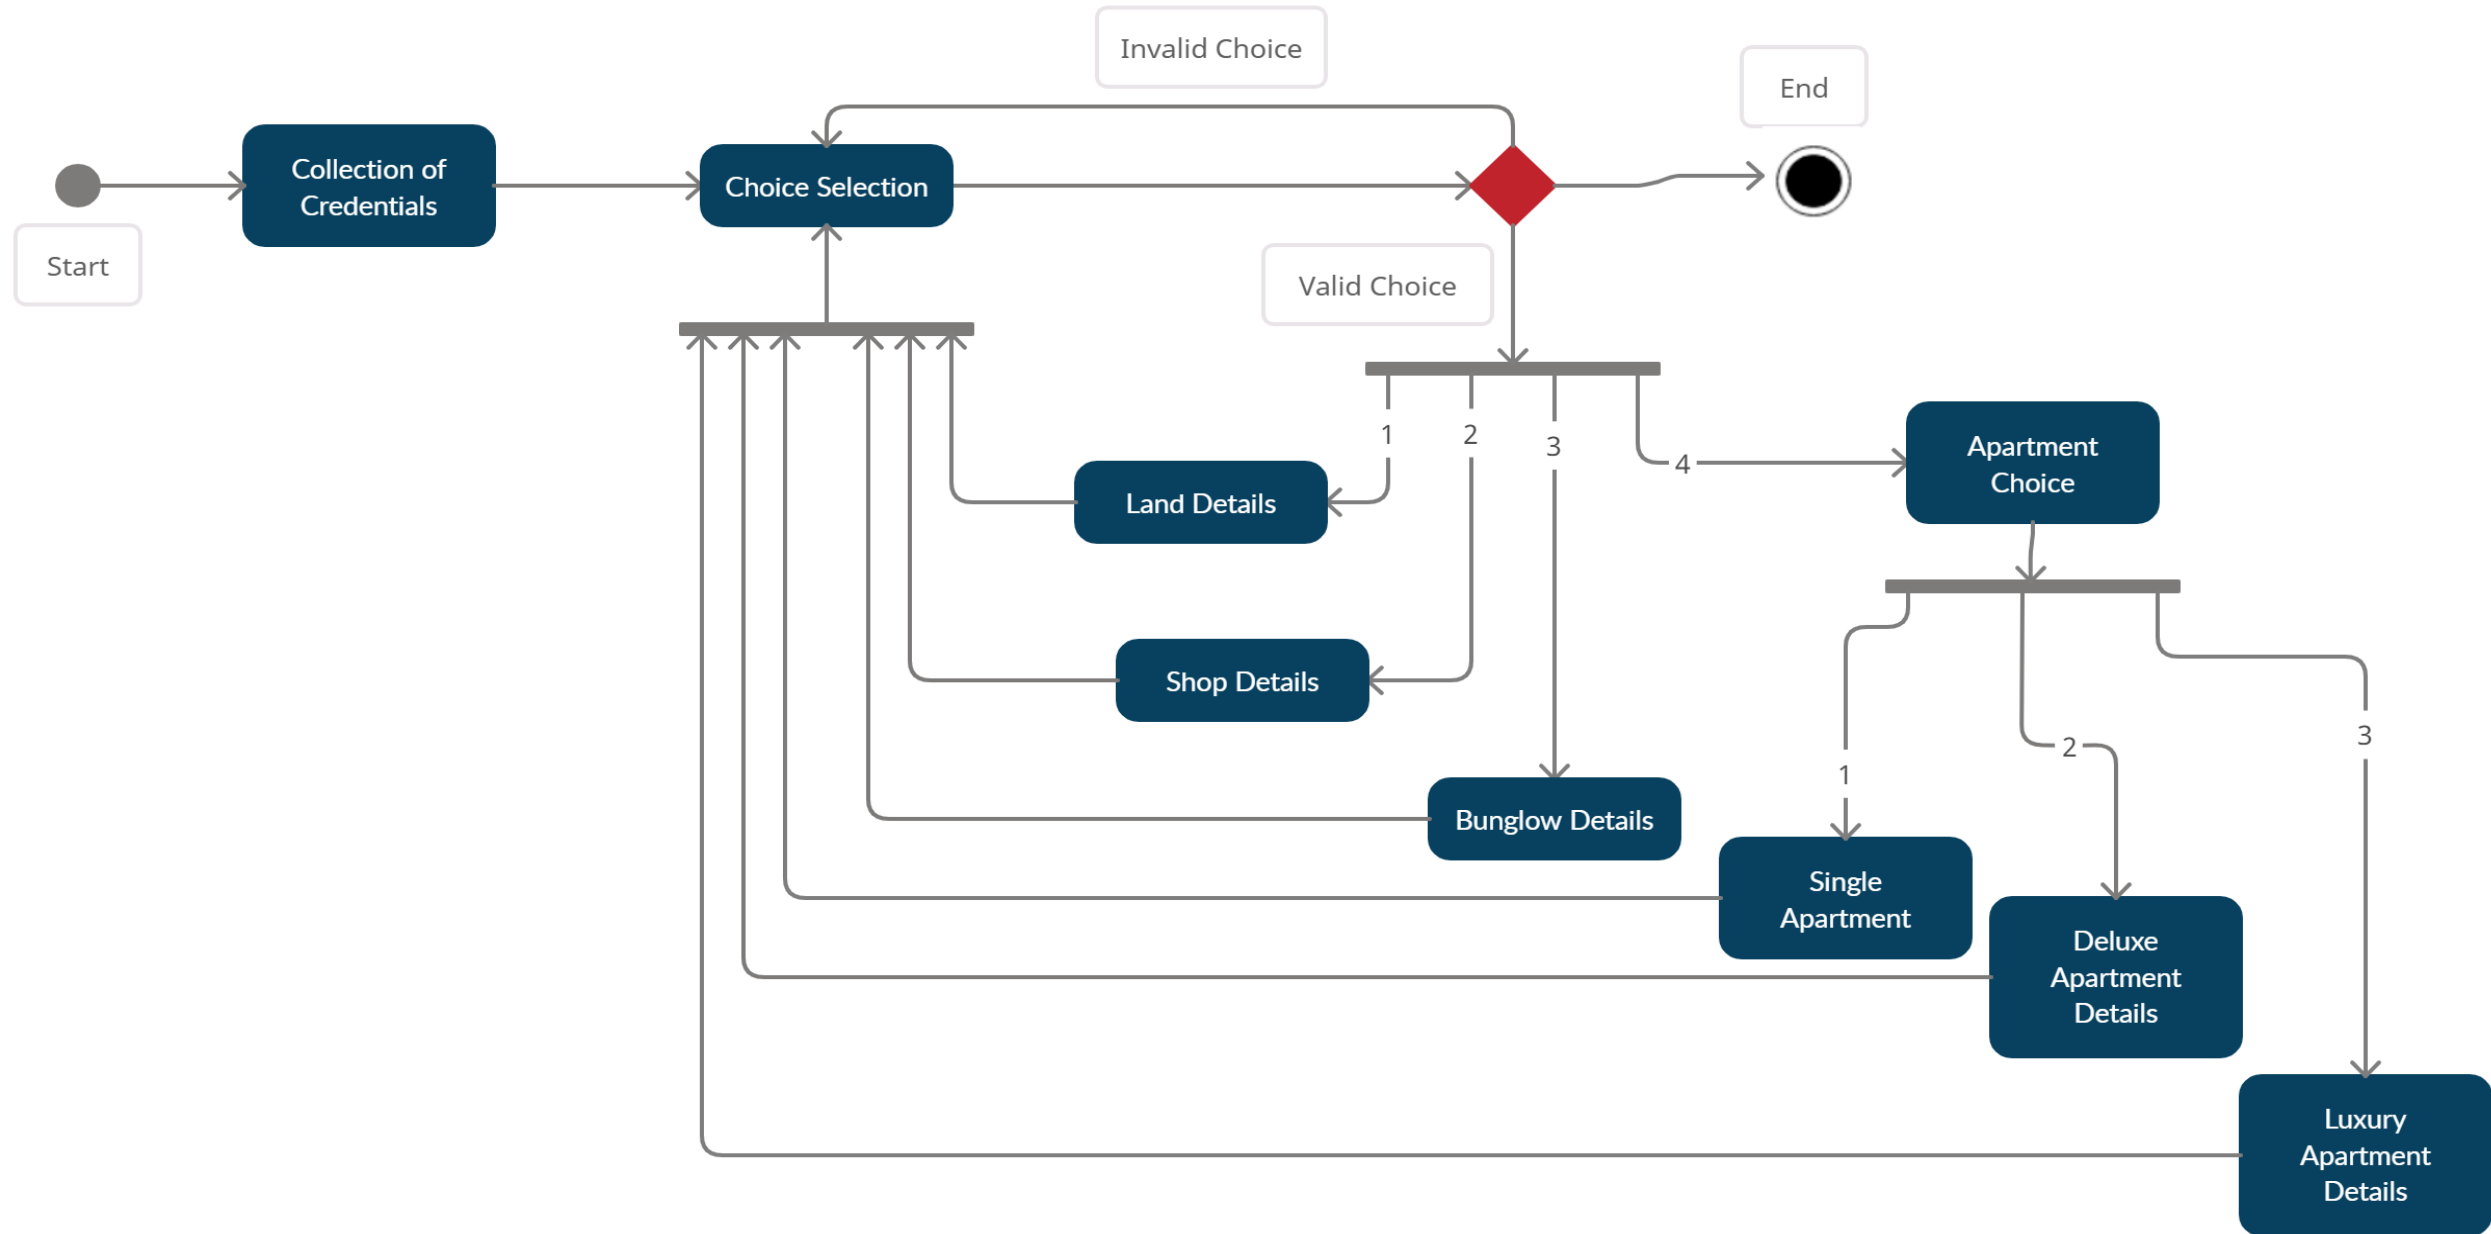 Invalid Choice
End
Collection of
Credentials
Choice Selection
Start
Valid Choice
1
2
3
4
Apartment
Choice
Land Details
Shop Details
1
2
3
Bunglow Details
Single
Apartment
Deluxe
Apartment
Details
Luxury
Apartment
Details